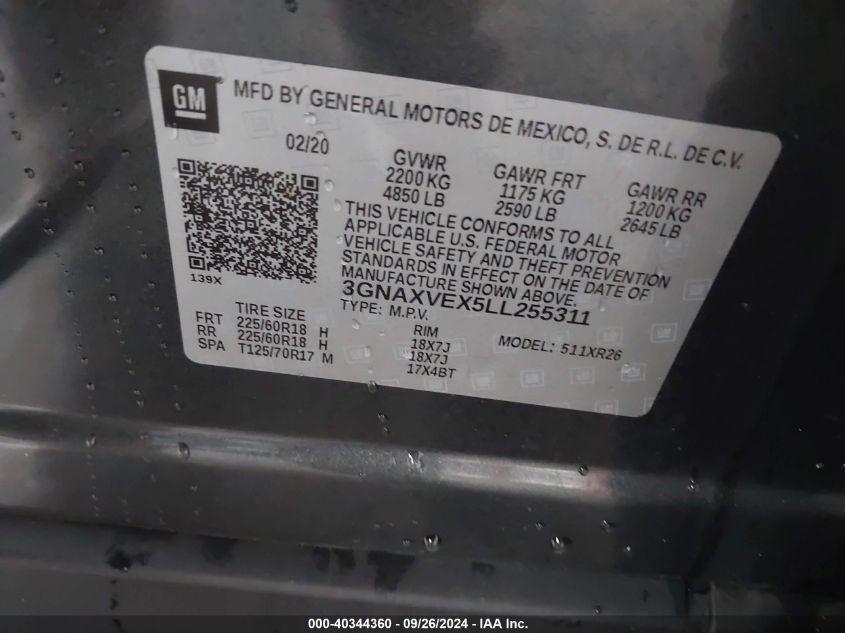 GM
MFD BY GENERAL MOTORS DE MEXICO, S. DE R.L. DE C.V.
02/20
GVWR GAWR FRT GAWR RR
2200 KG 1175 KG 1200 KG
4850 LB 2590 LB 2645 LB
THIS VEHICLE CONFORMS TO ALL
APPLICABLE U.S. FEDERAL MOTOR
VEHICLE SAFETY AND THEFT PREVENTION
STANDARDS IN EFFECT ON THE DATE OF
MANUFACTURE SHOWN ABOVE.
139X
3GNAXVEX5LL255311
TYPE: M.P.V.
MODEL: 511XR26
TIRE SIZE RIM
FRT 225/60R18 H 18X7J
RR 225/60R18 H 18X7J
SPA T125/70R17 M 17X4BT
000-40344360 - 09/26/2024 - IAA Inc.